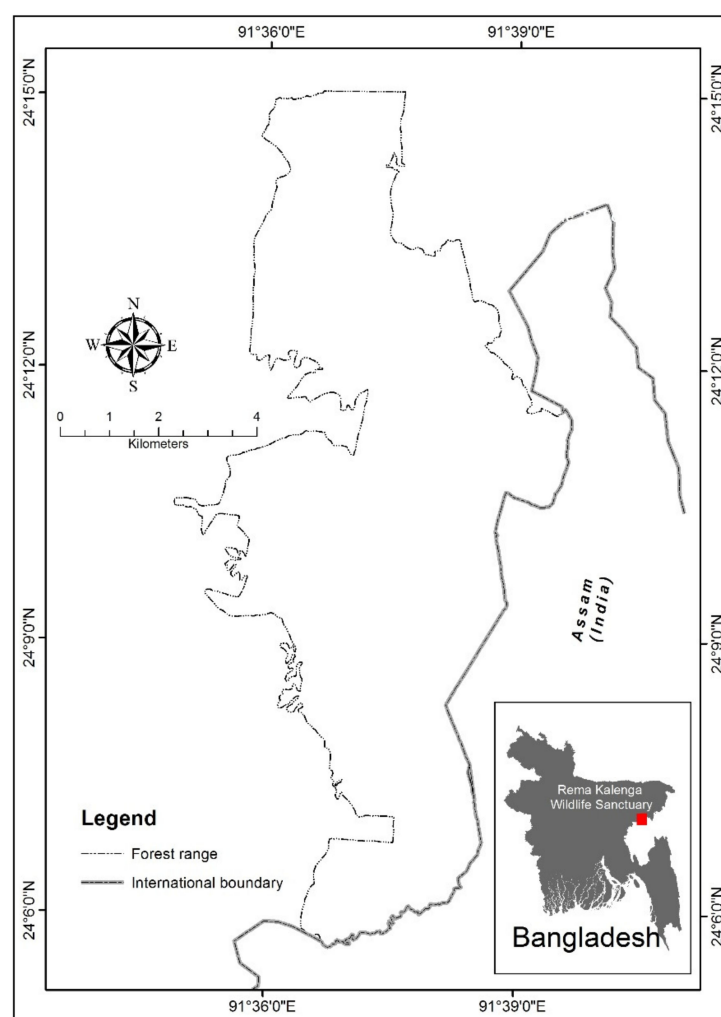 91°36'0"E 91°39'0"E
24°15'0"N 24°15'0"N
N
W E
S
24°12'0"N 24°12'0"N
0 1 2 4
Kilometers
Assam
(India)
24°9'0"N 24°9'0"N
Rema Kalenga
Wildlife Sanctuary
Legend
Forest range
International boundary
24°6'0"N 24°6'0"N
Bangladesh
91°36'0"E 91°39'0"E